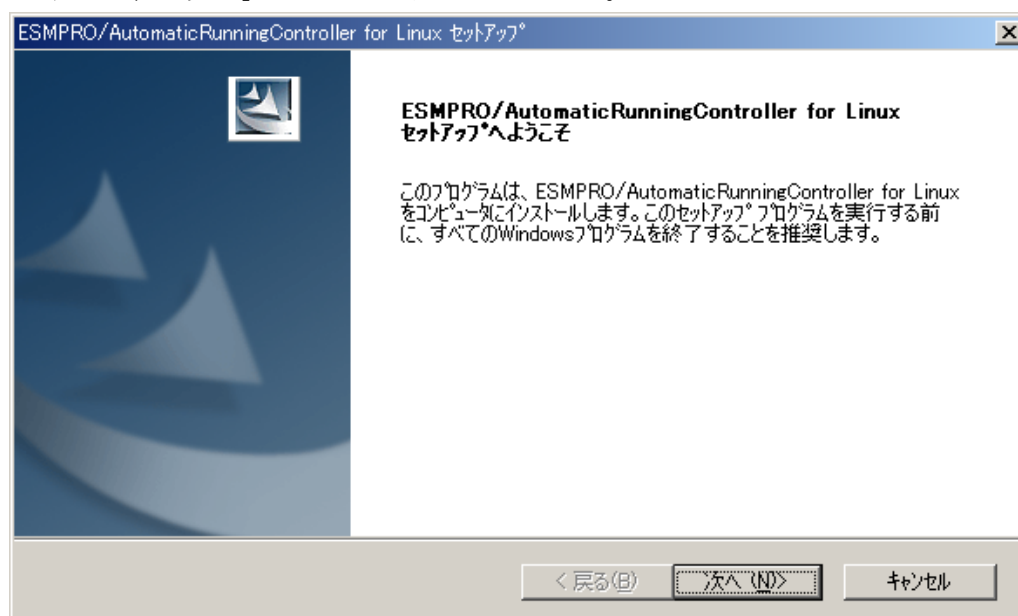 ESMPRO/AutomaticRunningController for Linux ｾｯﾄｱｯﾌﾟ
ESMPRO/AutomaticRunningController for Linux
ｾｯﾄｱｯﾌﾟへようこそ
このﾌﾟﾛｸﾞﾗﾑは、ESMPRO/AutomaticRunningController for Linux
をｺﾝﾋﾟｭｰﾀにインストールします。このｾｯﾄｱｯﾌﾟ ﾌﾟﾛｸﾞﾗﾑを実行する前
に、すべてのWindowsﾌﾟﾛｸﾞﾗﾑを終了することを推奨します。
< 戻る(B)
次へ (N)>
ｷｬﾝｾﾙ